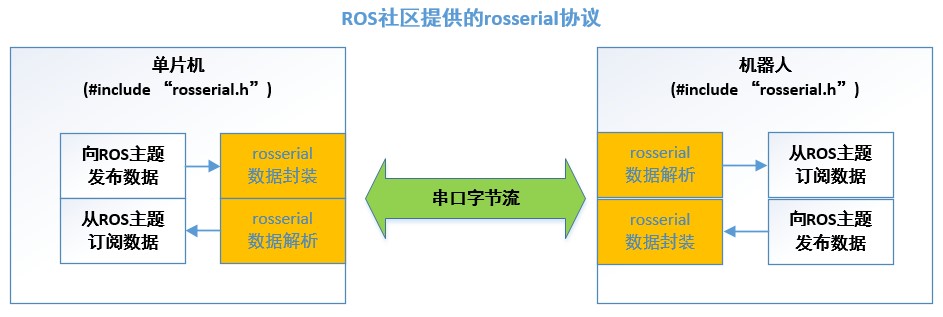 ROS社区提供的rosserial协议
单片机
(#include “rosserial.h”)
向ROS主题
发布数据
rosserial
数据封装
从ROS主题
订阅数据
rosserial
数据解析
串口字节流
机器人
(#include “rosserial.h”)
rosserial
数据解析
从ROS主题
订阅数据
rosserial
数据封装
向ROS主题
发布数据